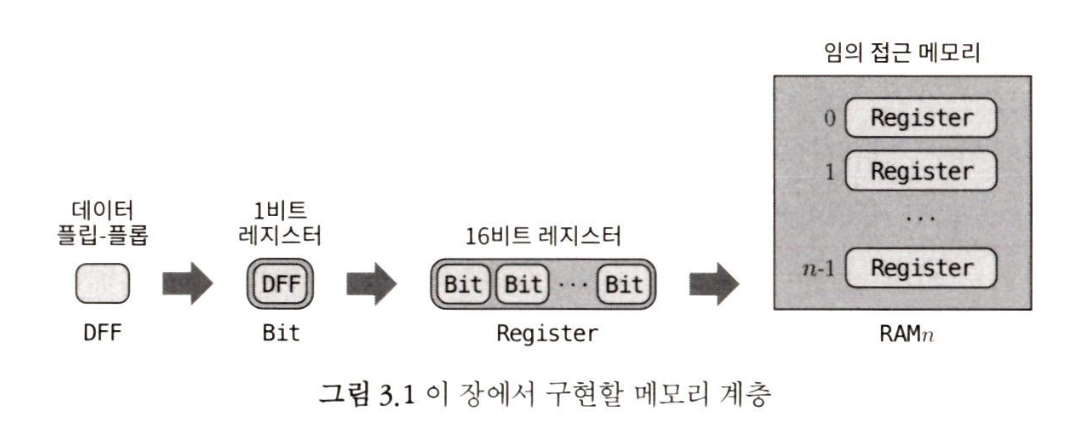 임의 접근 메모리
0 Register
1 Register
...
n-1 Register
RAMn
데이터
플립-플롭
DFF
1비트
레지스터
DFF
Bit
16비트 레지스터
Bit Bit ... Bit
Register
그림 3.1 이 장에서 구현할 메모리 계층